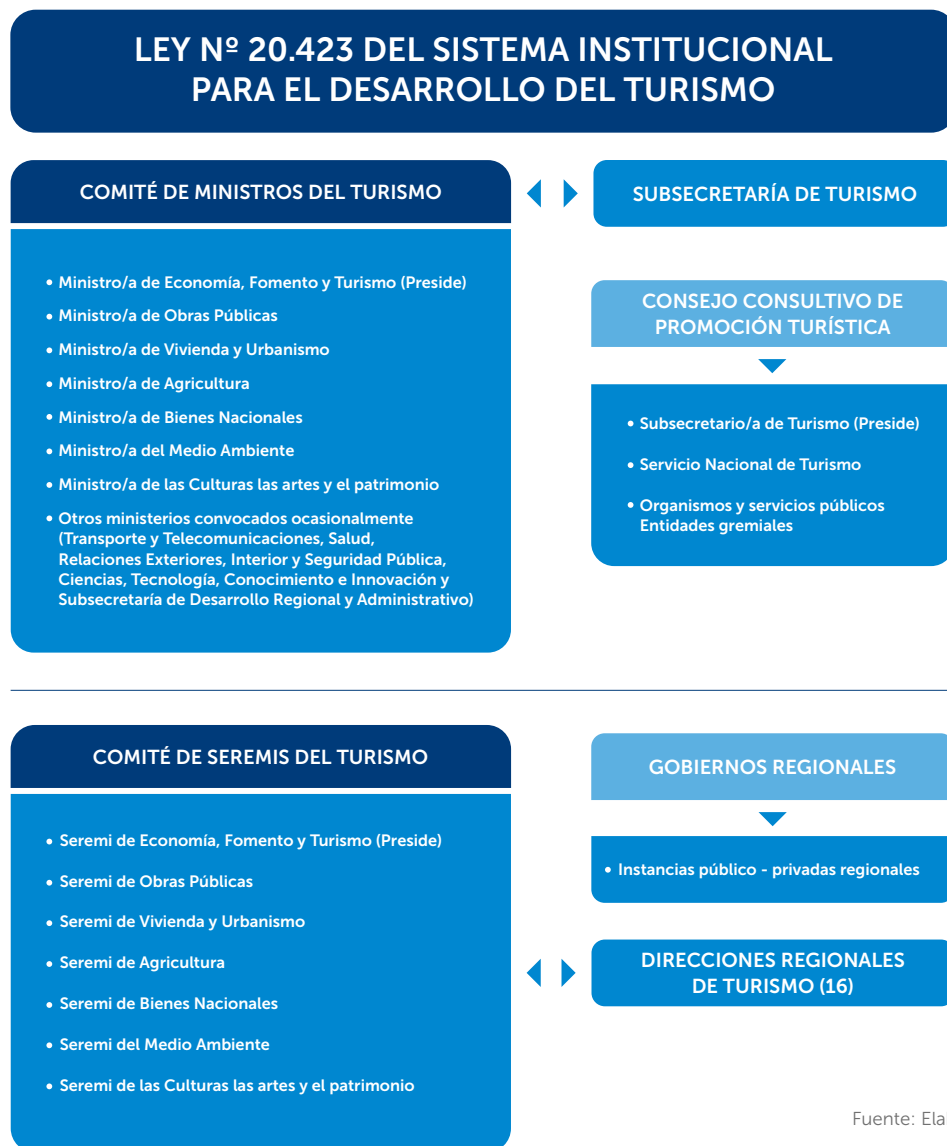 LEY Nº 20.423 DEL SISTEMA INSTITUCIONAL
PARA EL DESARROLLO DEL TURISMO
COMITÉ DE MINISTROS DEL TURISMO
• Ministro/a de Economía, Fomento y Turismo (Preside)
• Ministro/a de Obras Públicas
• Ministro/a de Vivienda y Urbanismo
• Ministro/a de Agricultura
• Ministro/a de Bienes Nacionales
• Ministro/a del Medio Ambiente
• Ministro/a de las Culturas las artes y el patrimonio
• Otros ministerios convocados ocasionalmente
(Transporte y Telecomunicaciones, Salud,
Relaciones Exteriores, Interior y Seguridad Pública,
Ciencias, Tecnología, Conocimiento e Innovación y
Subsecretaría de Desarrollo Regional y Administrativo)
SUBSECRETARÍA DE TURISMO
CONSEJO CONSULTIVO DE
PROMOCIÓN TURÍSTICA
• Subsecretario/a de Turismo (Preside)
• Servicio Nacional de Turismo
• Organismos y servicios públicos
Entidades gremiales
COMITÉ DE SEREMIS DEL TURISMO
• Seremi de Economía, Fomento y Turismo (Preside)
• Seremi de Obras Públicas
• Seremi de Vivienda y Urbanismo
• Seremi de Agricultura
• Seremi de Bienes Nacionales
• Seremi del Medio Ambiente
• Seremi de las Culturas las artes y el patrimonio
GOBIERNOS REGIONALES
• Instancias público - privadas regionales
DIRECCIONES REGIONALES
DE TURISMO (16)
Fuente: Ela